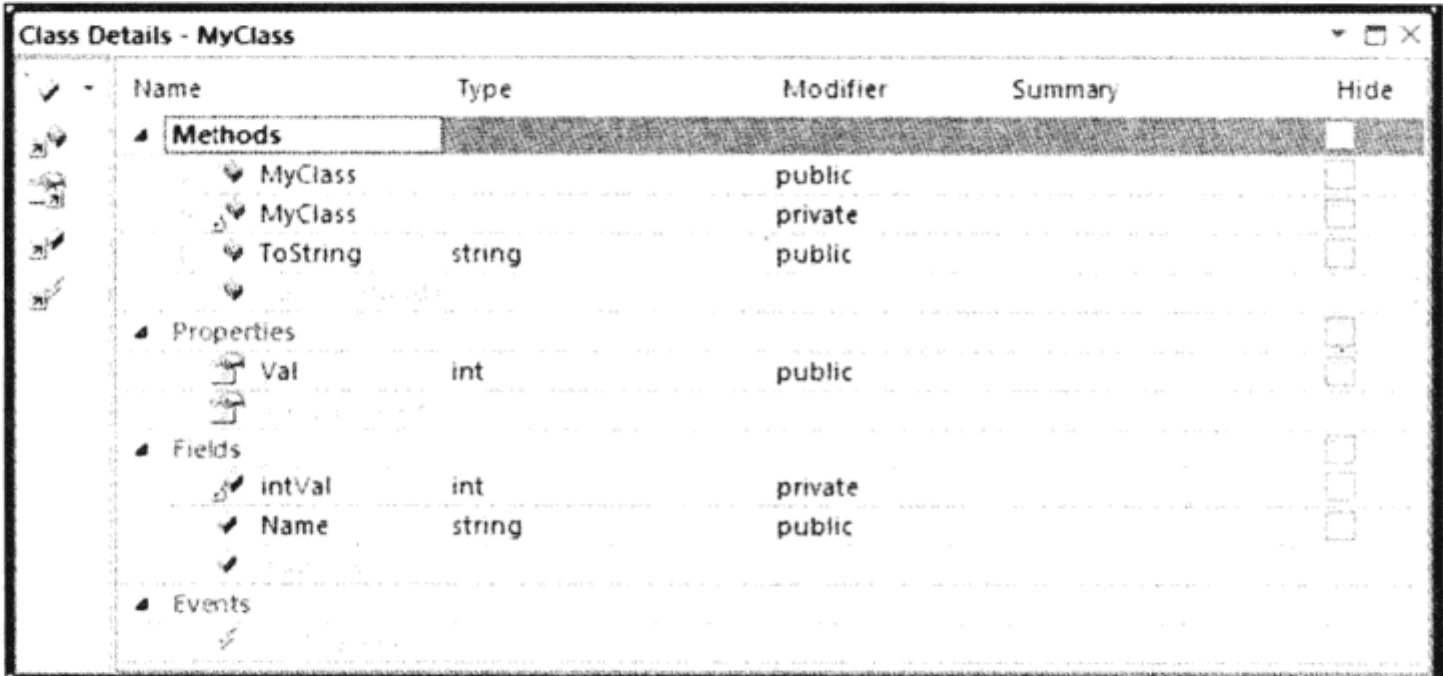 Class Details - MyClass
Name Type Modifier Summary Hide
Methods
MyClass public
MyClass private
ToString string public
Properties
Val int public
Fields
intVal int private
Name string public
Events